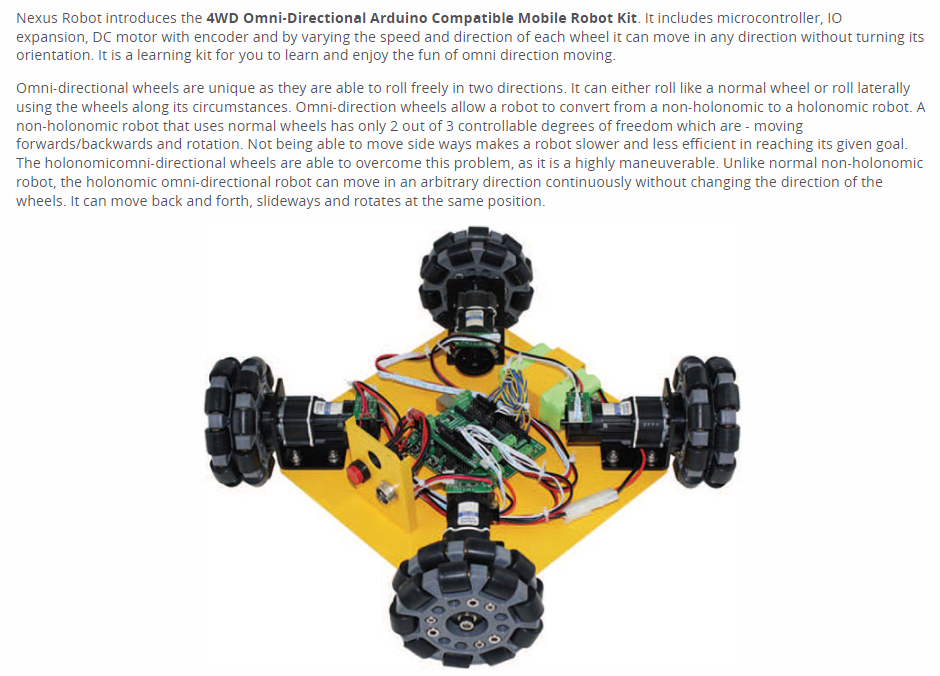 Nexus Robot introduces the 4WD Omni-Directional Arduino Compatible Mobile Robot Kit. It includes microcontroller, IO
expansion, DC motor with encoder and by varying the speed and direction of each wheel it can move in any direction without turning its
orientation. It is a learning kit for you to learn and enjoy the fun of omni direction moving.
Omni-directional wheels are unique as they are able to roll freely in two directions. It can either roll like a normal wheel or roll laterally
using the wheels along its circumstances. Omni-direction wheels allow a robot to convert from a non-holonomic to a holonomic robot. A
non-holonomic robot that uses normal wheels has only 2 out of 3 controllable degrees of freedom which are - moving
forwards/backwards and rotation. Not being able to move side ways makes a robot slower and less efficient in reaching its given goal.
The holonomicomni-directional wheels are able to overcome this problem, as it is a highly maneuverable. Unlike normal non-holonomic
robot, the holonomic omni-directional robot can move in an arbitrary direction continuously without changing the direction of the
wheels. It can move back and forth, slideways and rotates at the same position.